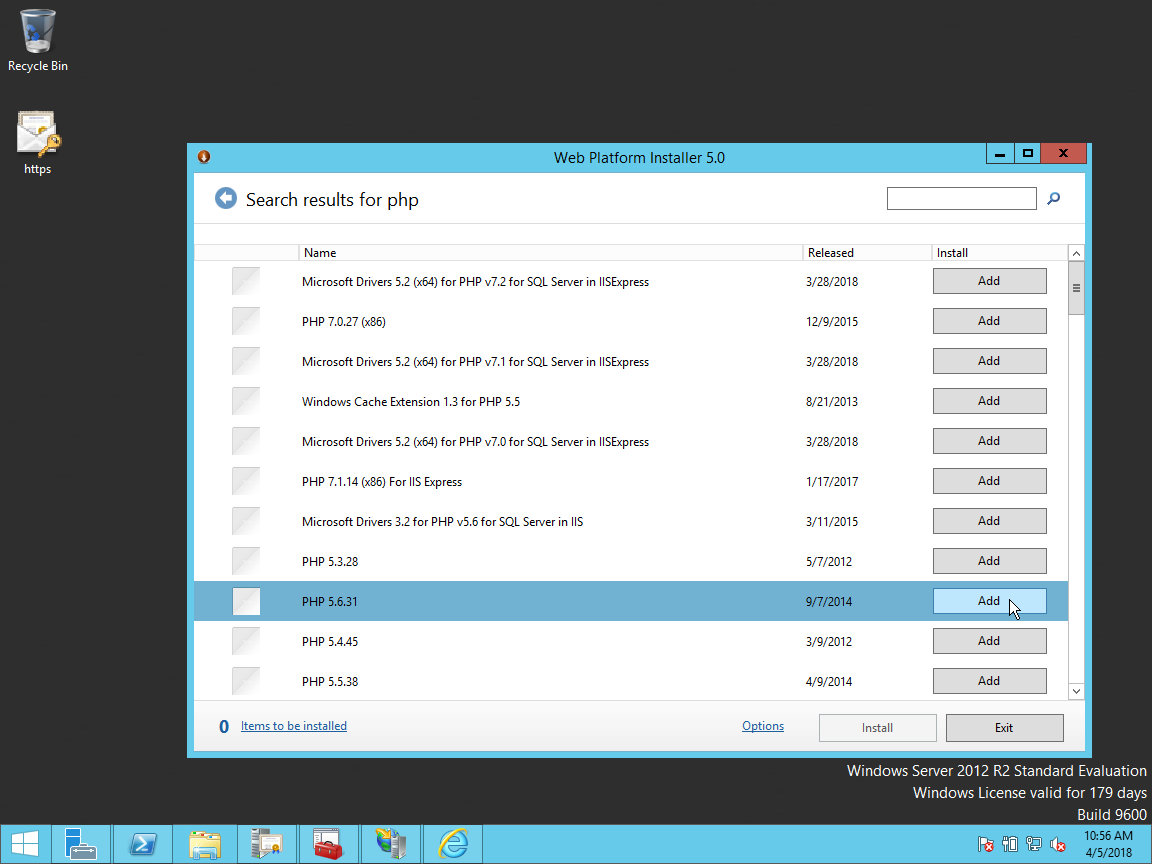 Recycle Bin
https
Web Platform Installer 5.0
Search results for php
Name Released Install
Microsoft Drivers 5.2 (x64) for PHP v7.2 for SQL Server in IISExpress 3/28/2018 Add
PHP 7.0.27 (x86) 12/9/2015 Add
Microsoft Drivers 5.2 (x64) for PHP v7.1 for SQL Server in IISExpress 3/28/2018 Add
Windows Cache Extension 1.3 for PHP 5.5 8/21/2013 Add
Microsoft Drivers 5.2 (x64) for PHP v7.0 for SQL Server in IISExpress 3/28/2018 Add
PHP 7.1.14 (x86) For IIS Express 1/17/2017 Add
Microsoft Drivers 3.2 for PHP v5.6 for SQL Server in IIS 3/11/2015 Add
PHP 5.3.28 5/7/2012 Add
PHP 5.6.31 9/7/2014 Add
PHP 5.4.45 3/9/2012 Add
PHP 5.5.38 4/9/2014 Add
0 Items to be installed Options Install Exit
Windows Server 2012 R2 Standard Evaluation
Windows License valid for 179 days
Build 9600
10:56 AM
4/5/2018